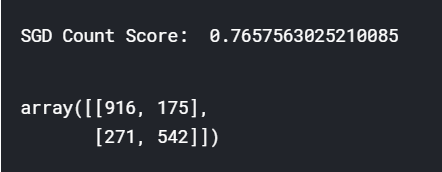 SGD Count Score:  0.7657563025210085
array([[916, 175],
       [271, 542]])